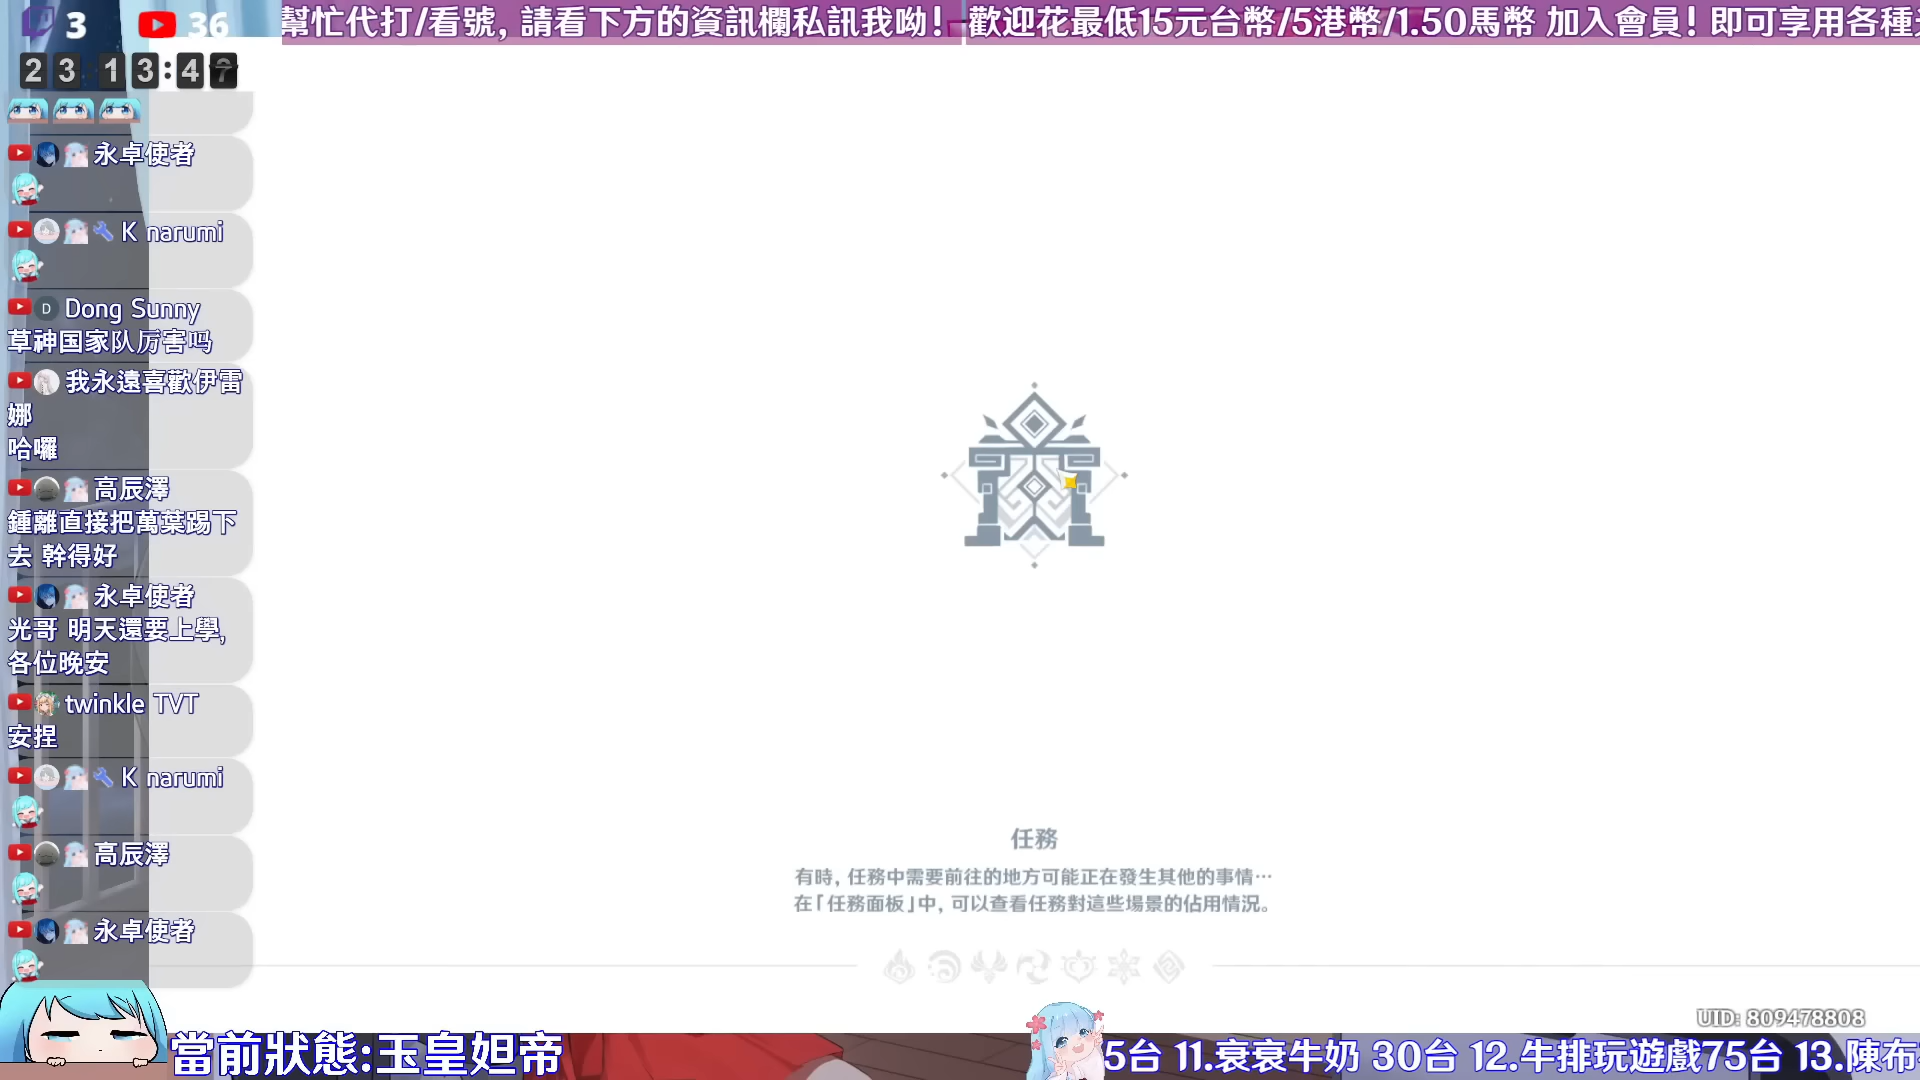 3 36
幫忙代打/看號, 請看下方的資訊欄私訊我呦! 歡迎花最低15元台幣/5港幣/1.50馬幣 加入會員! 即可享用各種
23:13:4
永卓使者
K narumi
D Dong Sunny
草神国家队厉害吗
我永遠喜歡伊雷
娜
哈囉
高辰澤
鍾離直接把萬葉踢下
去 幹得好
永卓使者
光哥 明天還要上學,
各位晚安
twinkle TVT
安捏
K narumi
高辰澤
永卓使者
任務
有時, 任務中需要前往的地方可能正在發生其他的事情…
在「任務面板」中, 可以查看任務對這些場景的佔用情況。
UID: 809478808
當前狀態:玉皇妲帝
5台 11.衰衰牛奶 30台 12.牛排玩遊戲75台 13.陳布